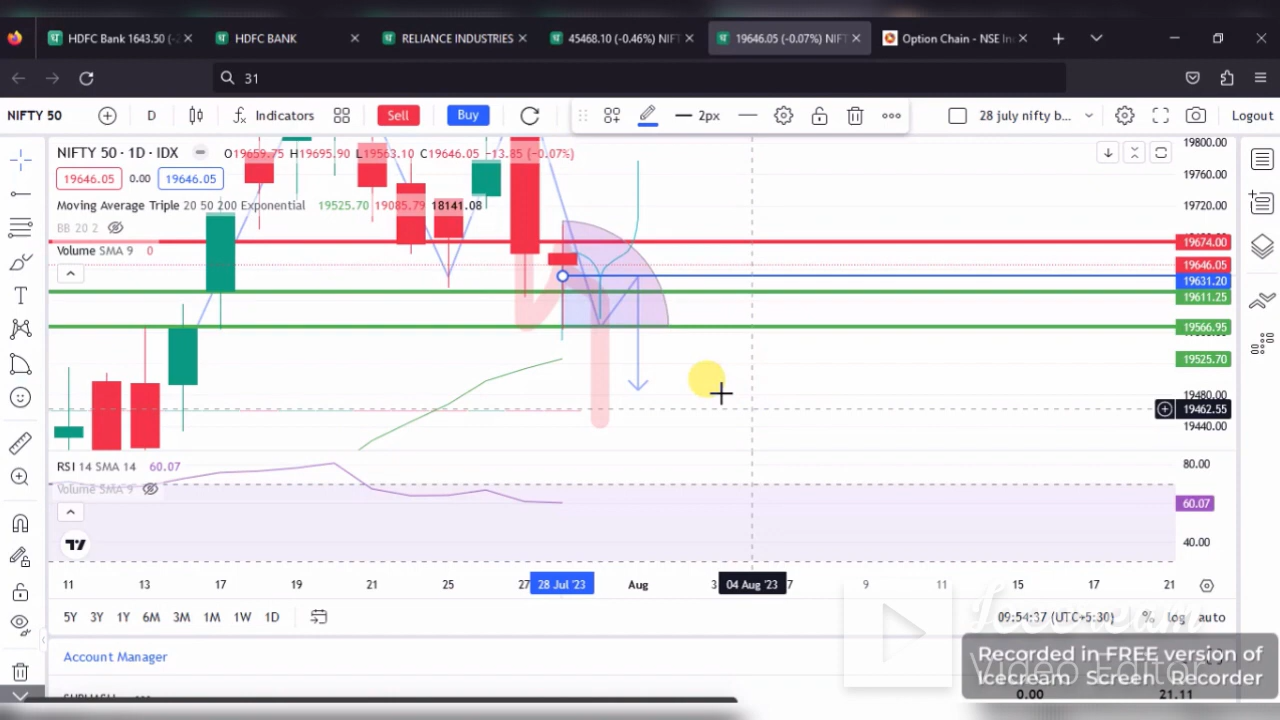 HDFC Bank 1643.50 (-2
HDFC BANK
RELIANCE INDUSTRIES
45468.10 (-0.46%) NIFT
19646.05 (-0.07%) NIFT
Option Chain - NSE In
31
NIFTY 50
D
Indicators
Sell
Buy
2px
28 july nifty b...
Logout
NIFTY 50 · 1D · IDX
O19659.75 H19695.90 L19563.10 C19646.05 -13.85 (-0.07%)
19646.05 0.00 19646.05
Moving Average Triple 20 50 200 Exponential 19525.70 19085.79 18141.08
BB 20 2
Volume SMA 9 0
19800.00
19760.00
19720.00
19674.00
19646.05
19631.20
19611.25
19566.95
19525.70
19480.00
19462.55
19440.00
RSI 14 SMA 14 60.07
Volume SMA 9
80.00
60.07
40.00
11 13 17 19 21 25 27 28 Jul '23 Aug 3 04 Aug '23 7 9 11 15 17 21
5Y 3Y 1Y 6M 3M 1M 1W 1D
09:54:37 (UTC+5:30) % log auto
Account Manager
Icecream
Video Editor
Recorded in FREE version of
Icecream Screen Recorder
0.00 21.11